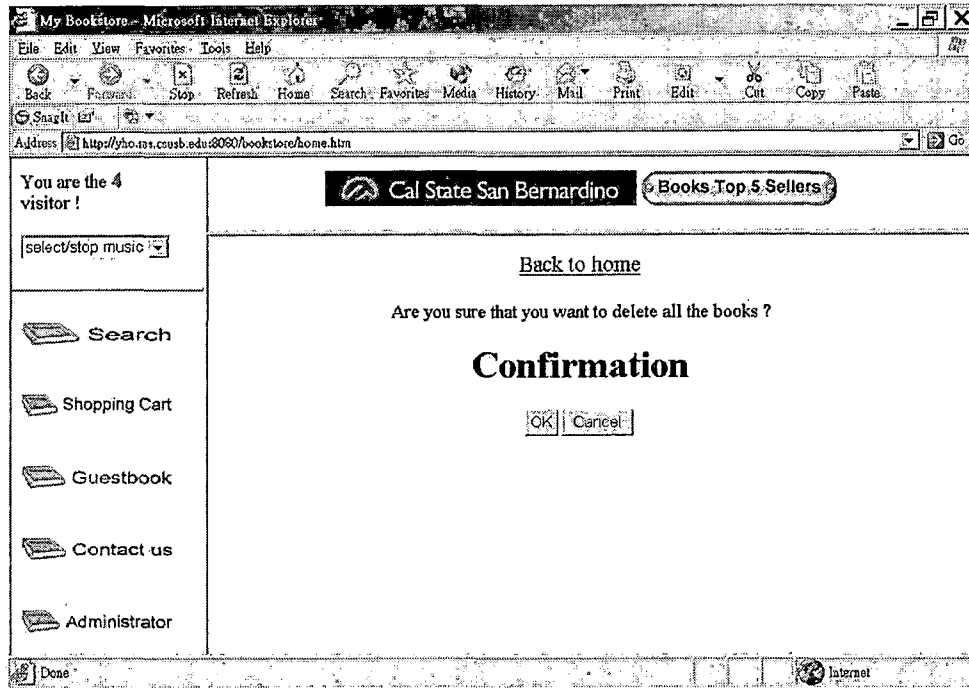 My Bookstore - Microsoft Internet Explorer
File Edit View Favorites Tools Help
Back Forward Stop Refresh Home Search Favorites Media History Mail Print Edit Cut Copy Paste
SnagIt
Address http://yho.ias.csusb.edu:8080/bookstore/home.htm Go
You are the 4
visitor !
select/stop music
Search
Shopping Cart
Guestbook
Contact us
Administrator
Cal State San Bernardino Books Top 5 Sellers
Back to home
Are you sure that you want to delete all the books ?
Confirmation
OK Cancel
Done Internet